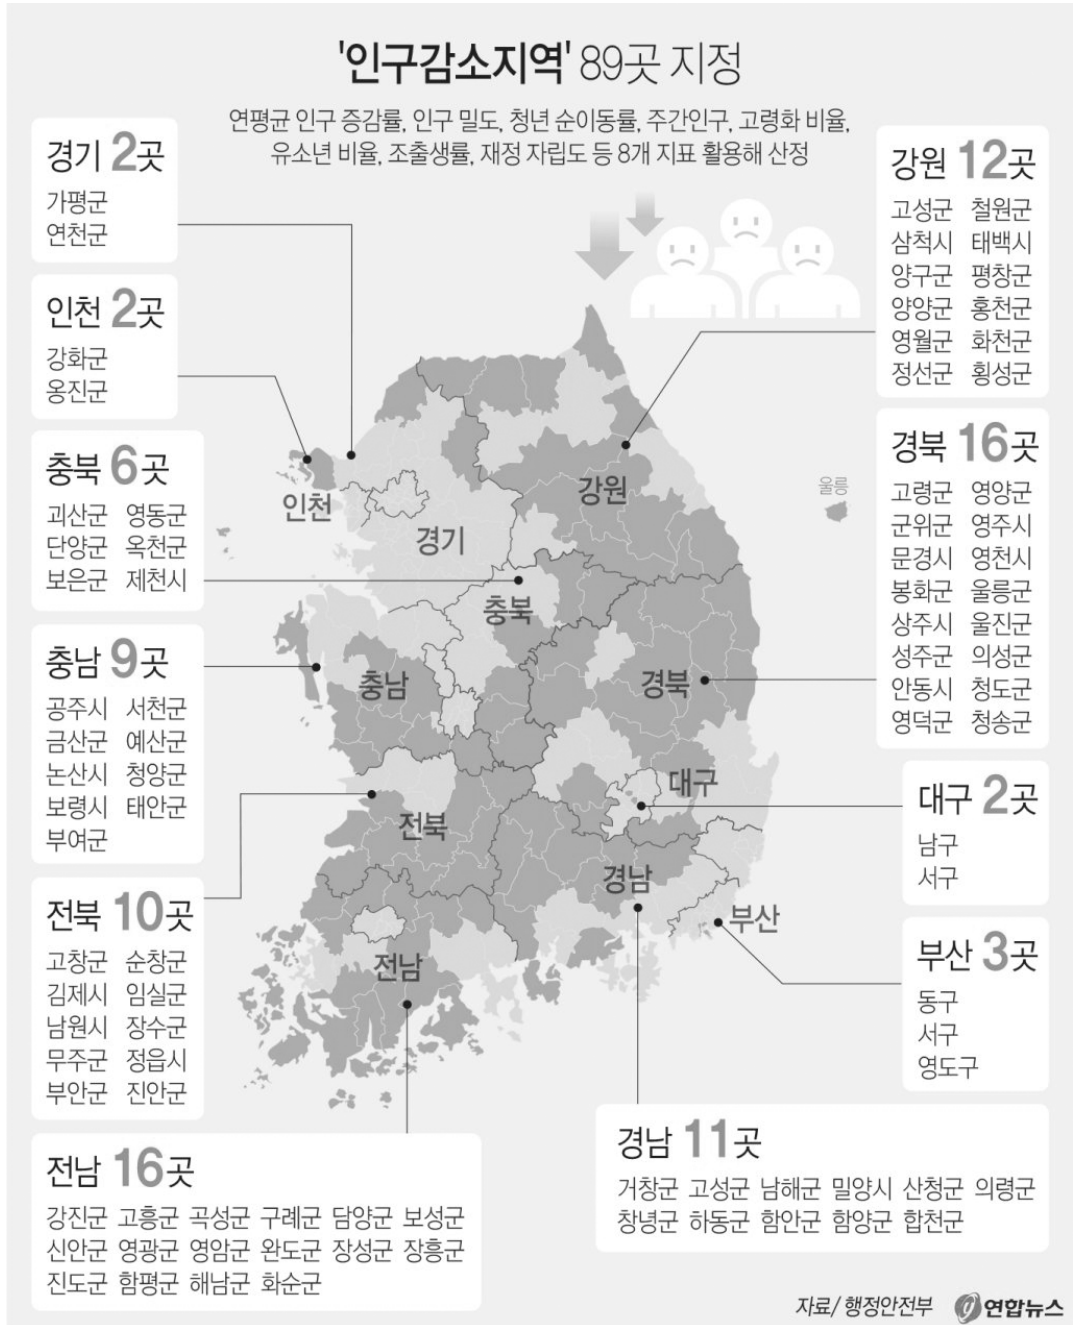 '인구감소지역' 89곳 지정
연평균 인구 증감률, 인구 밀도, 청년 순이동률, 주간인구, 고령화 비율,
유소년 비율, 조출생률, 재정 자립도 등 8개 지표 활용해 산정
경기 2곳
가평군
연천군
인천 2곳
강화군
옹진군
충북 6곳
괴산군 영동군
단양군 옥천군
보은군 제천시
충남 9곳
공주시 서천군
금산군 예산군
논산시 청양군
보령시 태안군
부여군
전북 10곳
고창군 순창군
김제시 임실군
남원시 장수군
무주군 정읍시
부안군 진안군
전남 16곳
강진군 고흥군 곡성군 구례군 담양군 보성군
신안군 영광군 영암군 완도군 장성군 장흥군
진도군 함평군 해남군 화순군
강원 12곳
고성군 철원군
삼척시 태백시
양구군 평창군
양양군 홍천군
영월군 화천군
정선군 횡성군
경북 16곳
고령군 영양군
군위군 영주시
문경시 영천시
봉화군 울릉군
상주시 울진군
성주군 의성군
안동시 청도군
영덕군 청송군
대구 2곳
남구
서구
부산 3곳
동구
서구
영도구
경남 11곳
거창군 고성군 남해군 밀양시 산청군 의령군
창녕군 하동군 함안군 함양군 합천군
울릉
강원
인천
경기
충북
충남
경북
대구
전북
경남
부산
전남
자료/ 행정안전부
연합뉴스